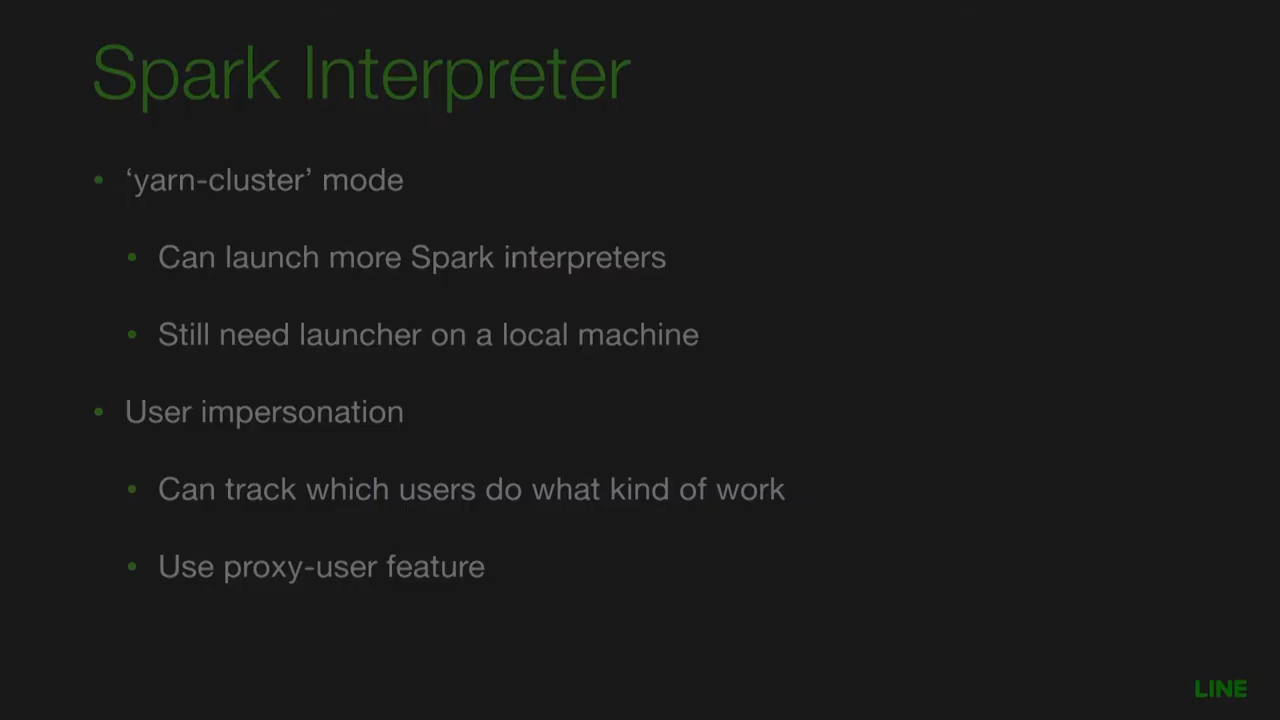 Spark Interpreter
• ‘yarn-cluster’ mode
• Can launch more Spark interpreters
• Still need launcher on a local machine
• User impersonation
• Can track which users do what kind of work
• Use proxy-user feature
LINE